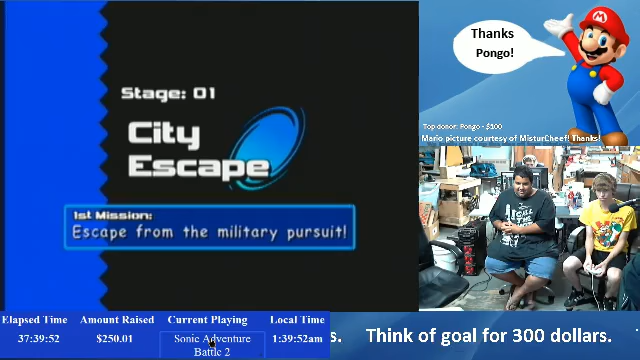 Stage: 01
City
Escape
1st Mission:
Escape from the military pursuit!
Thanks
Pongo!
Top donor: Pongo - $100
Mario picture courtesy of MisturCheef! Thanks!
Elapsed Time
37:39:52
Amount Raised
$250.01
Current Playing
Sonic Adventure
Battle 2
Local Time
1:39:52am
s. Think of goal for 300 dollars.